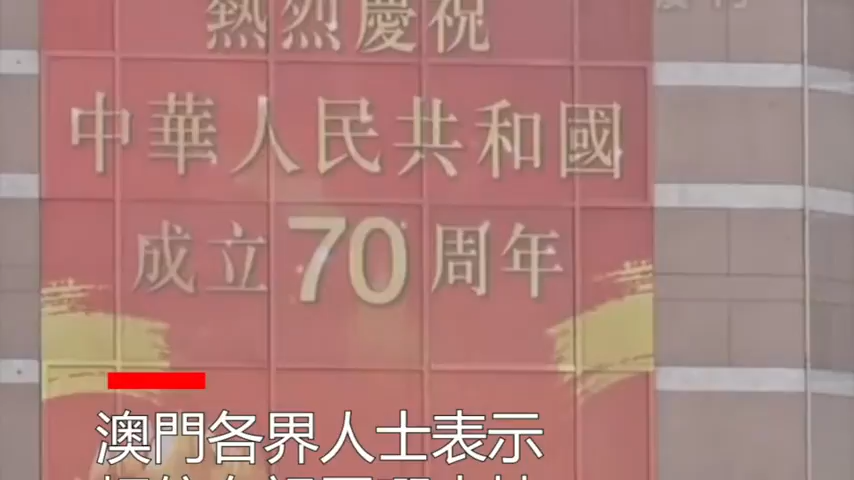 熱烈慶祝
中華人民共和國
成立70周年
澳門各界人士表示